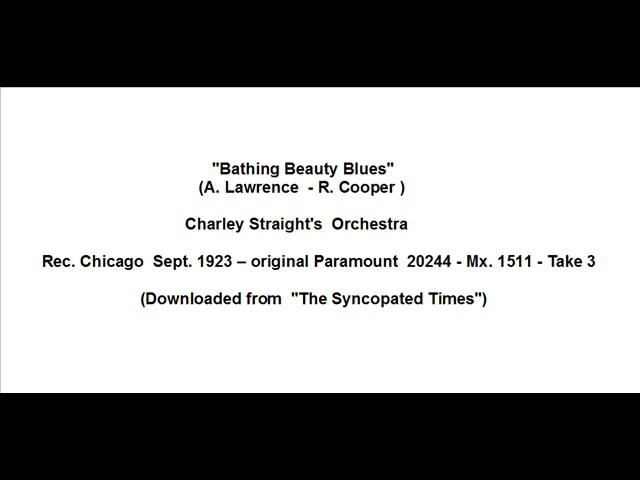 "Bathing Beauty Blues"
(A. Lawrence  - R. Cooper )
Charley Straight's  Orchestra
Rec. Chicago  Sept. 1923 – original Paramount  20244 - Mx. 1511 - Take 3
(Downloaded from  "The Syncopated Times")